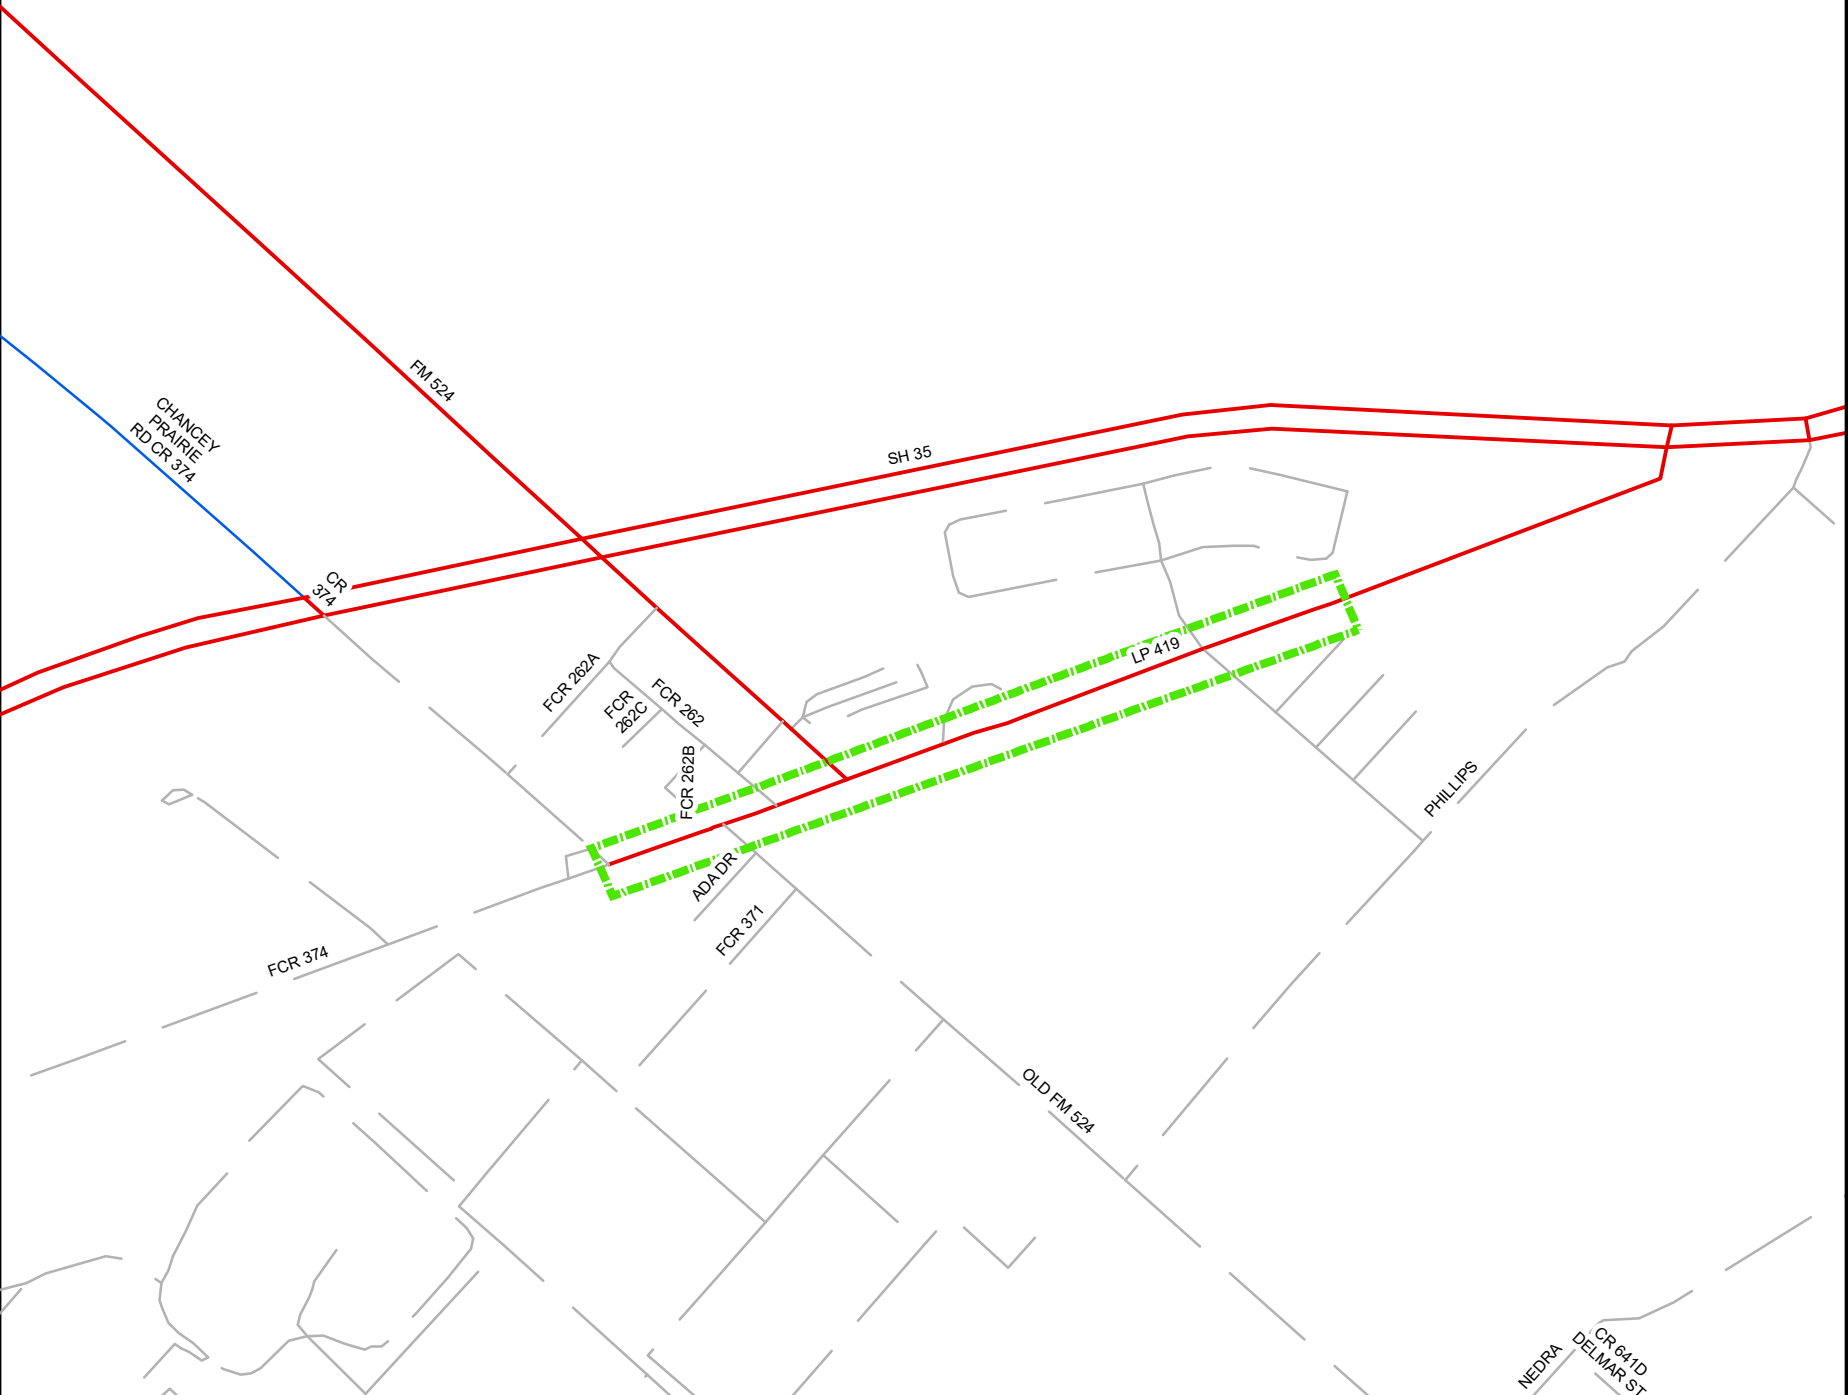 FM 524
CHANCEY
PRAIRIE
RD CR 374
SH 35
CR
374
LP 419
FCR 262A
FCR
262C
FCR 262
FCR 262B
PHILLIPS
ADA DR
FCR 371
FCR 374
OLD FM 524
NEDRA
CR 641D
DELMAR ST